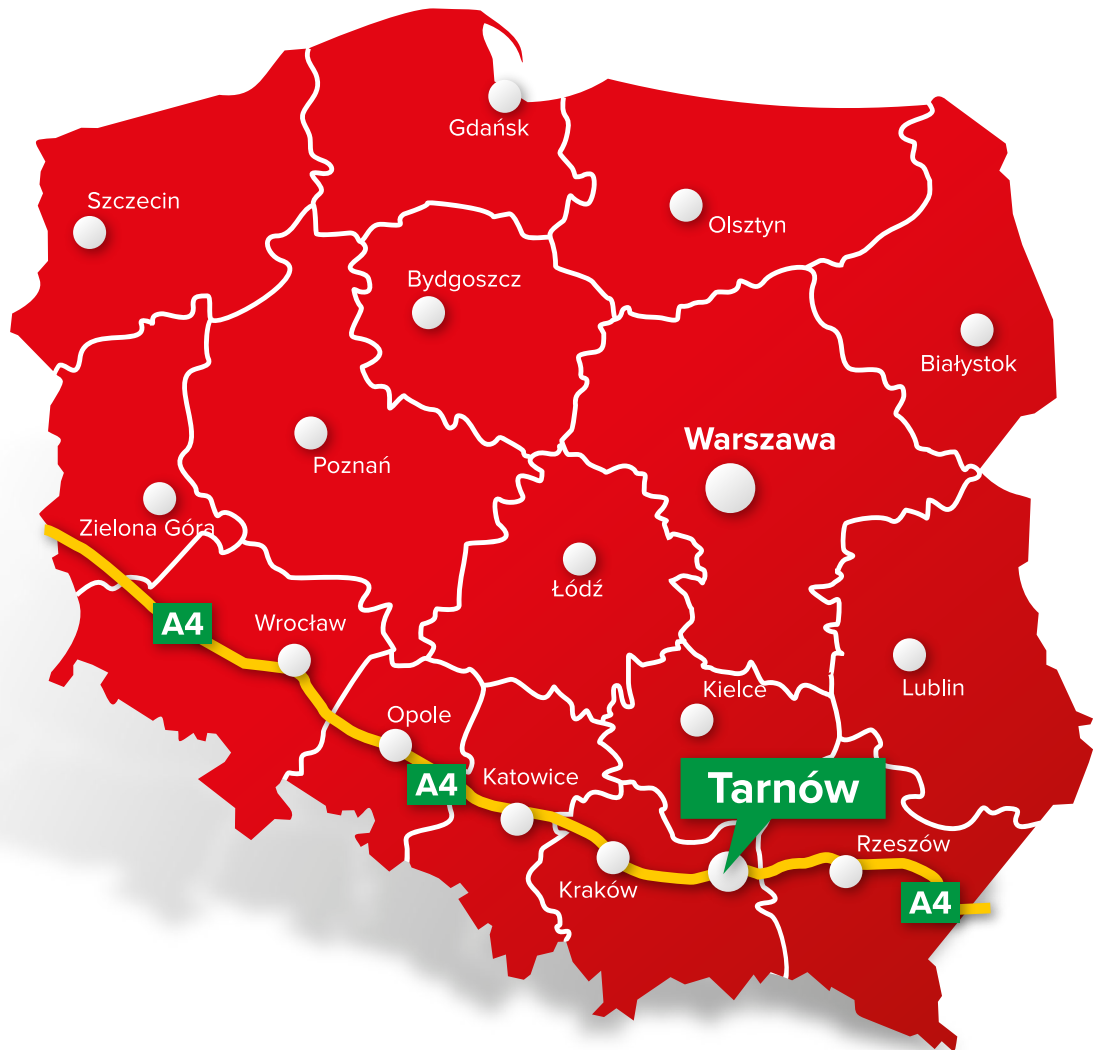 Gdańsk
Szczecin
Olsztyn
Bydgoszcz
Białystok
Warszawa
Poznań
Zielona Góra
Łódź
A4
Wrocław
Kielce
Lublin
Opole
A4
Katowice
Tarnów
Rzeszów
Kraków
A4